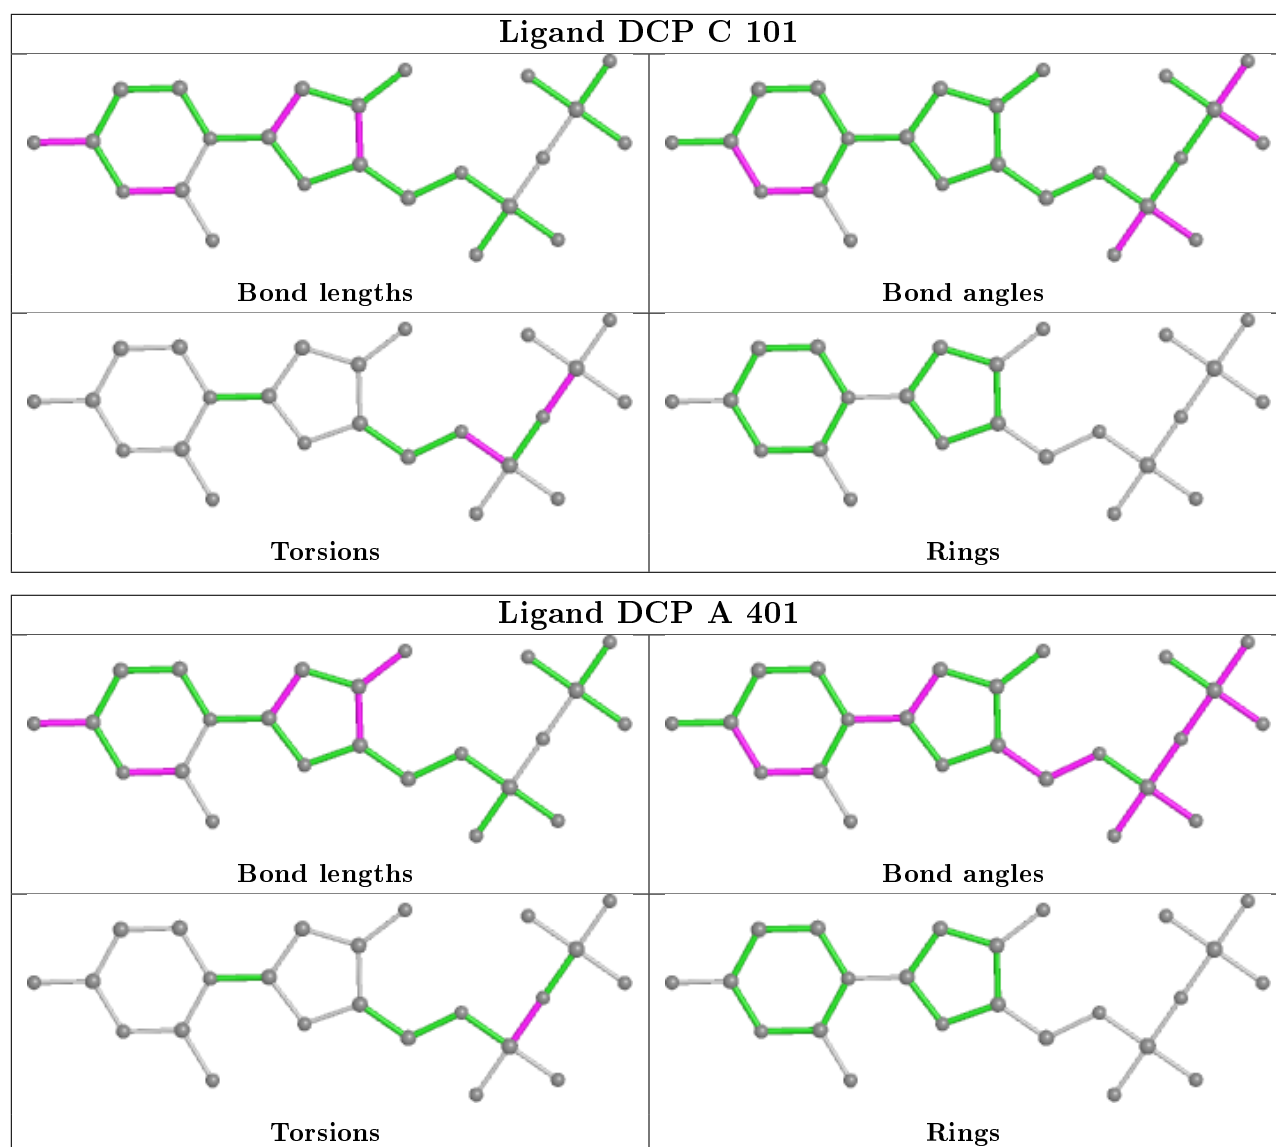 Ligand DCP C 101
Bond lengths
Bond angles
Torsions
Rings
Ligand DCP A 401
Bond lengths
Bond angles
Torsions
Rings